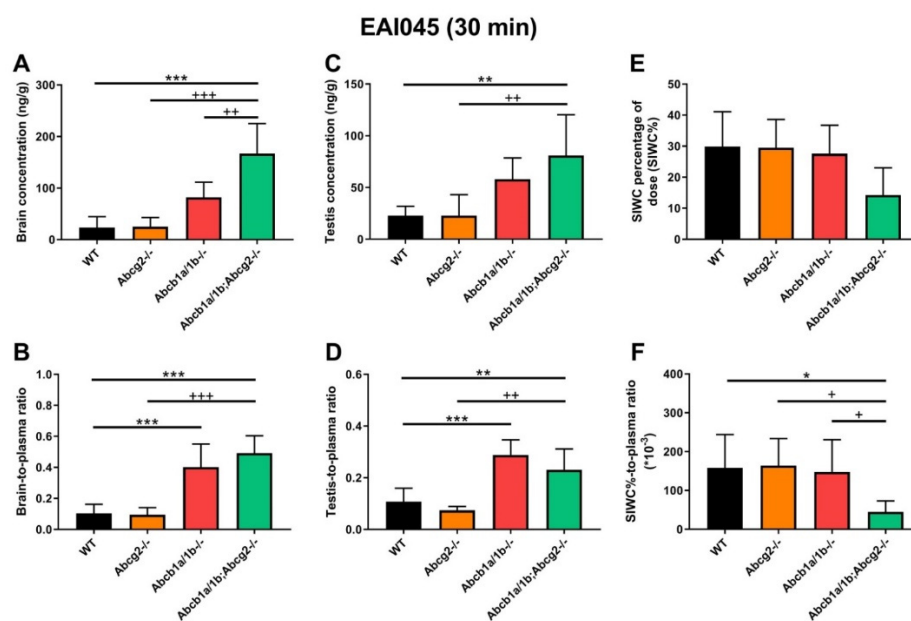 EAI045 (30 min)
A
***
+++
++
Brain concentration (ng/g)
300
200
100
0
WT
Abcg2-/-
Abcb1a/1b-/-
Abcb1a/1b;Abcg2-/-
C
**
++
Testis concentration (ng/g)
150
100
50
0
WT
Abcg2-/-
Abcb1a/1b-/-
Abcb1a/1b;Abcg2-/-
E
SIWC percentage of
dose (SIWC%)
50
40
30
20
10
0
WT
Abcg2-/-
Abcb1a/1b-/-
Abcb1a/1b;Abcg2-/-
B
***
+++
***
Brain-to-plasma ratio
1.0
0.8
0.6
0.4
0.2
0.0
WT
Abcg2-/-
Abcb1a/1b-/-
Abcb1a/1b;Abcg2-/-
D
**
++
***
Testis-to-plasma ratio
0.6
0.4
0.2
0.0
WT
Abcg2-/-
Abcb1a/1b-/-
Abcb1a/1b;Abcg2-/-
F
*
+
+
SIWC%-to-plasma ratio
(*10-3)
400
300
200
100
0
WT
Abcg2-/-
Abcb1a/1b-/-
Abcb1a/1b;Abcg2-/-